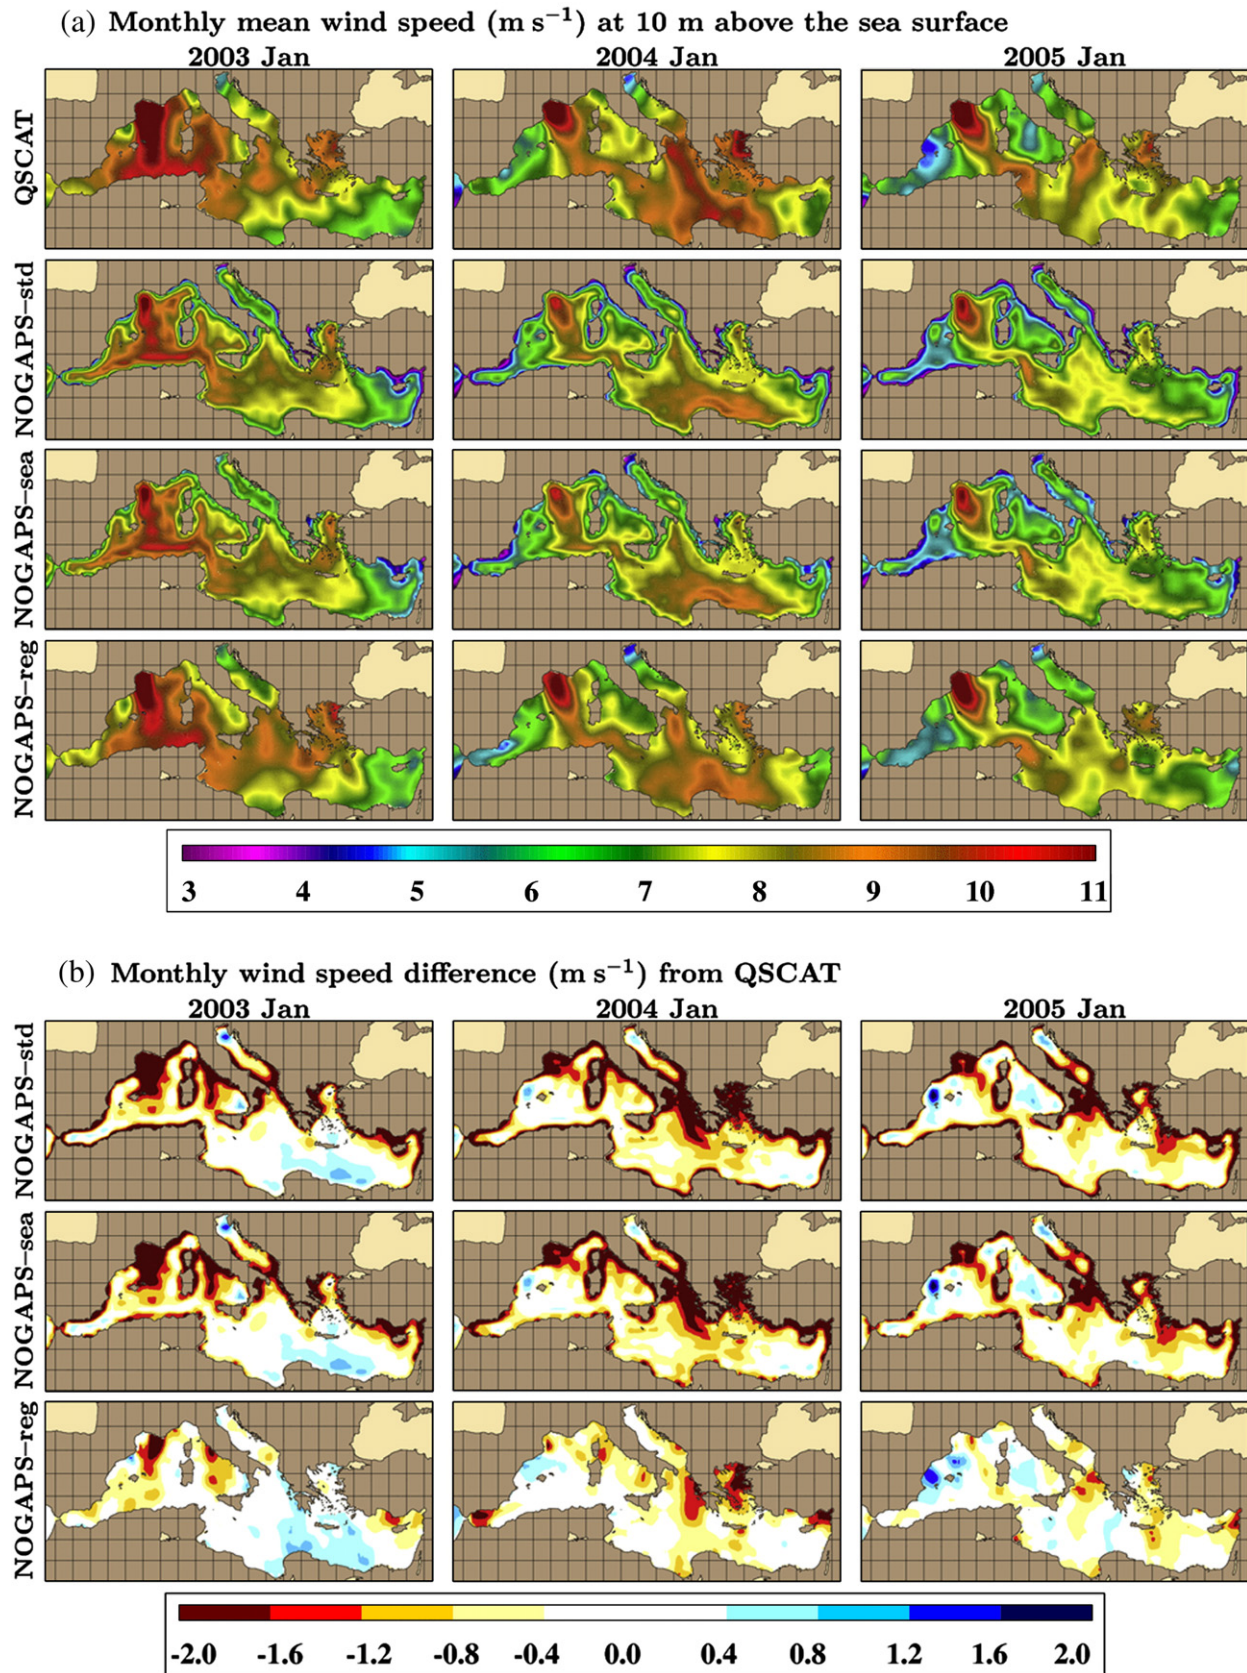 (a) Monthly mean wind speed (m s−1) at 10 m above the sea surface
2003 Jan 2004 Jan 2005 Jan
QSCAT
NOGAPS−std
NOGAPS−sea
NOGAPS−reg
3 4 5 6 7 8 9 10 11
(b) Monthly wind speed difference (m s−1) from QSCAT
2003 Jan 2004 Jan 2005 Jan
NOGAPS−std
NOGAPS−sea
NOGAPS−reg
-2.0 -1.6 -1.2 -0.8 -0.4 0.0 0.4 0.8 1.2 1.6 2.0